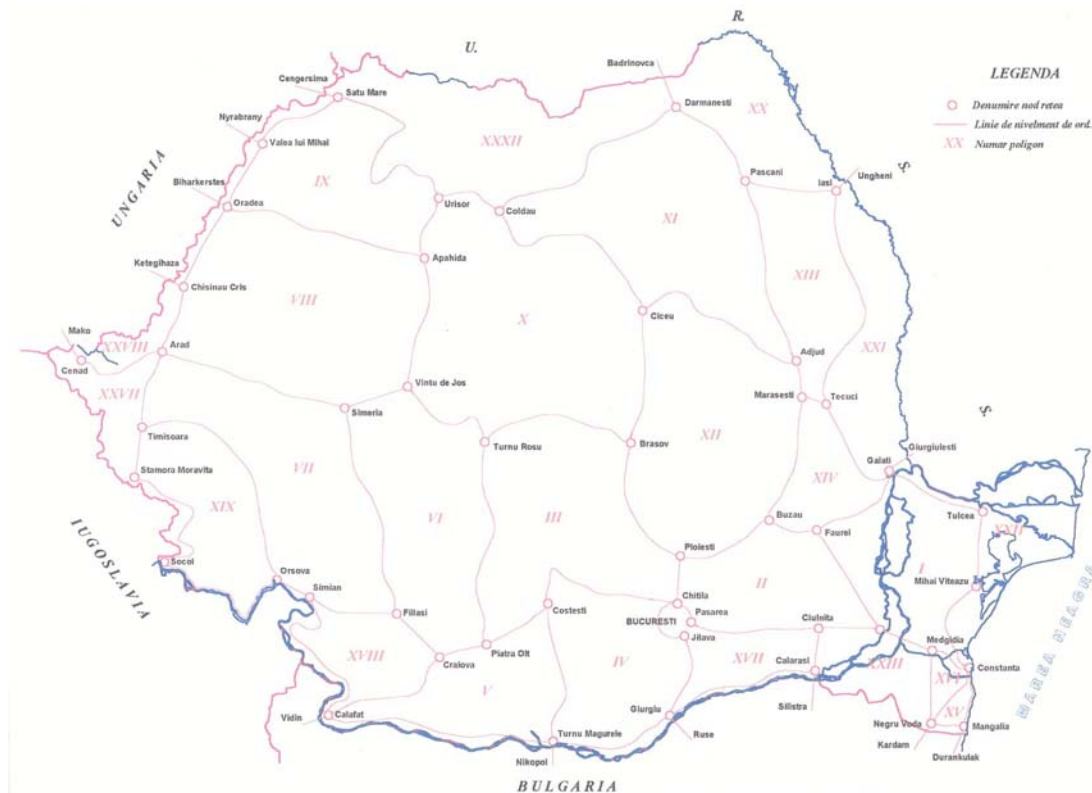 U.
R.
S.
S.
UNGARIA
IUGOSLAVIA
BULGARIA
MAREA NEAGRA
LEGENDA
Denumire nod retea
Linie de nivelment de ord.
XX Numar poligon
Cengersima
Satu Mare
Nyrabrany
Valea lui Mihai
Biharkerstes
Oradea
Ketegihaza
Chisinau Cris
Mako
Cenad
Arad
Timisoara
Stamora Moravita
Socol
Orsova
Simian
Filiasi
Vidin
Calafat
Craiova
Piatra Olt
Costesti
Turnu Magurele
Nikopol
Giurgiu
Ruse
Badrinovca
Darmanesti
Pascani
Iasi
Ungheni
Urisor
Coldau
Apahida
Ciceu
Adjud
Marasesti
Tecuci
Vintu de Jos
Simeria
Turnu Rosu
Brasov
Galati
Giurgiulesti
Tulcea
Mihai Viteazu
Buzau
Faurei
Ploiesti
Chitila
BUCURESTI
Pasarea
Jilava
Ciulnita
Calarasi
Silistra
Medgidia
Constanta
Negru Voda
Kardam
Mangalia
Durankulak
XXXII
XX
IX
XI
VIII
X
XIII
XXI
XXVIII
XXVII
XII
XIV
VII
VI
III
XIX
II
I
XXII
XVIII
V
IV
XVII
XXIII
XVI
XV